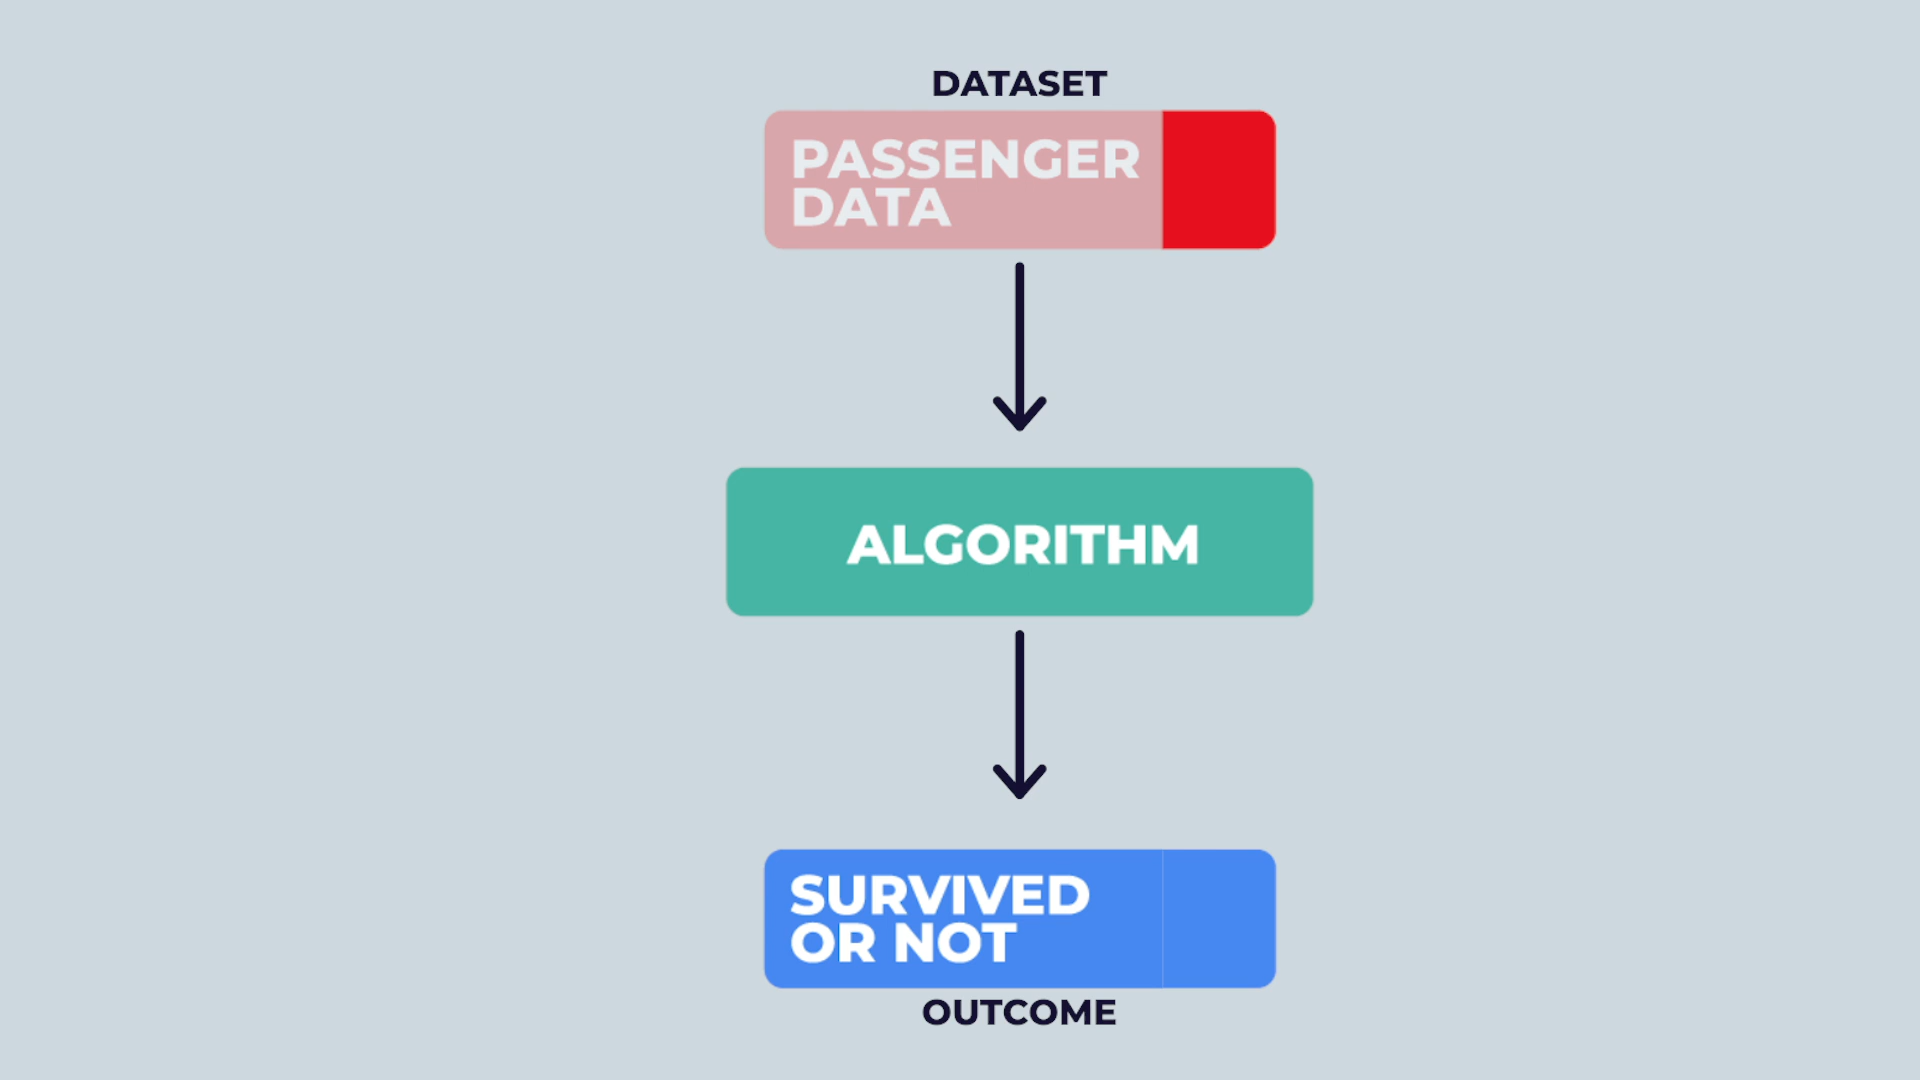 DATASET
PASSENGER
DATA
ALGORITHM
SURVIVED
OR NOT
OUTCOME